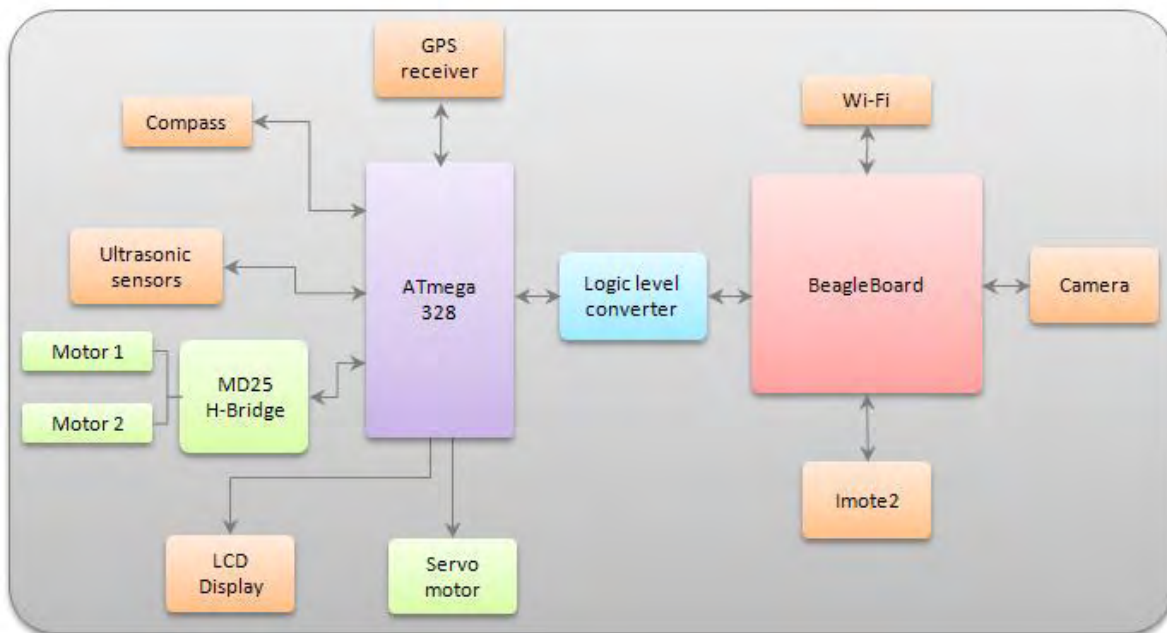 GPS
receiver
Wi-Fi
Compass
Ultrasonic
sensors
ATmega
328
Logic level
converter
BeagleBoard
Camera
Motor 1
Motor 2
MD25
H-Bridge
Imote2
LCD
Display
Servo
motor